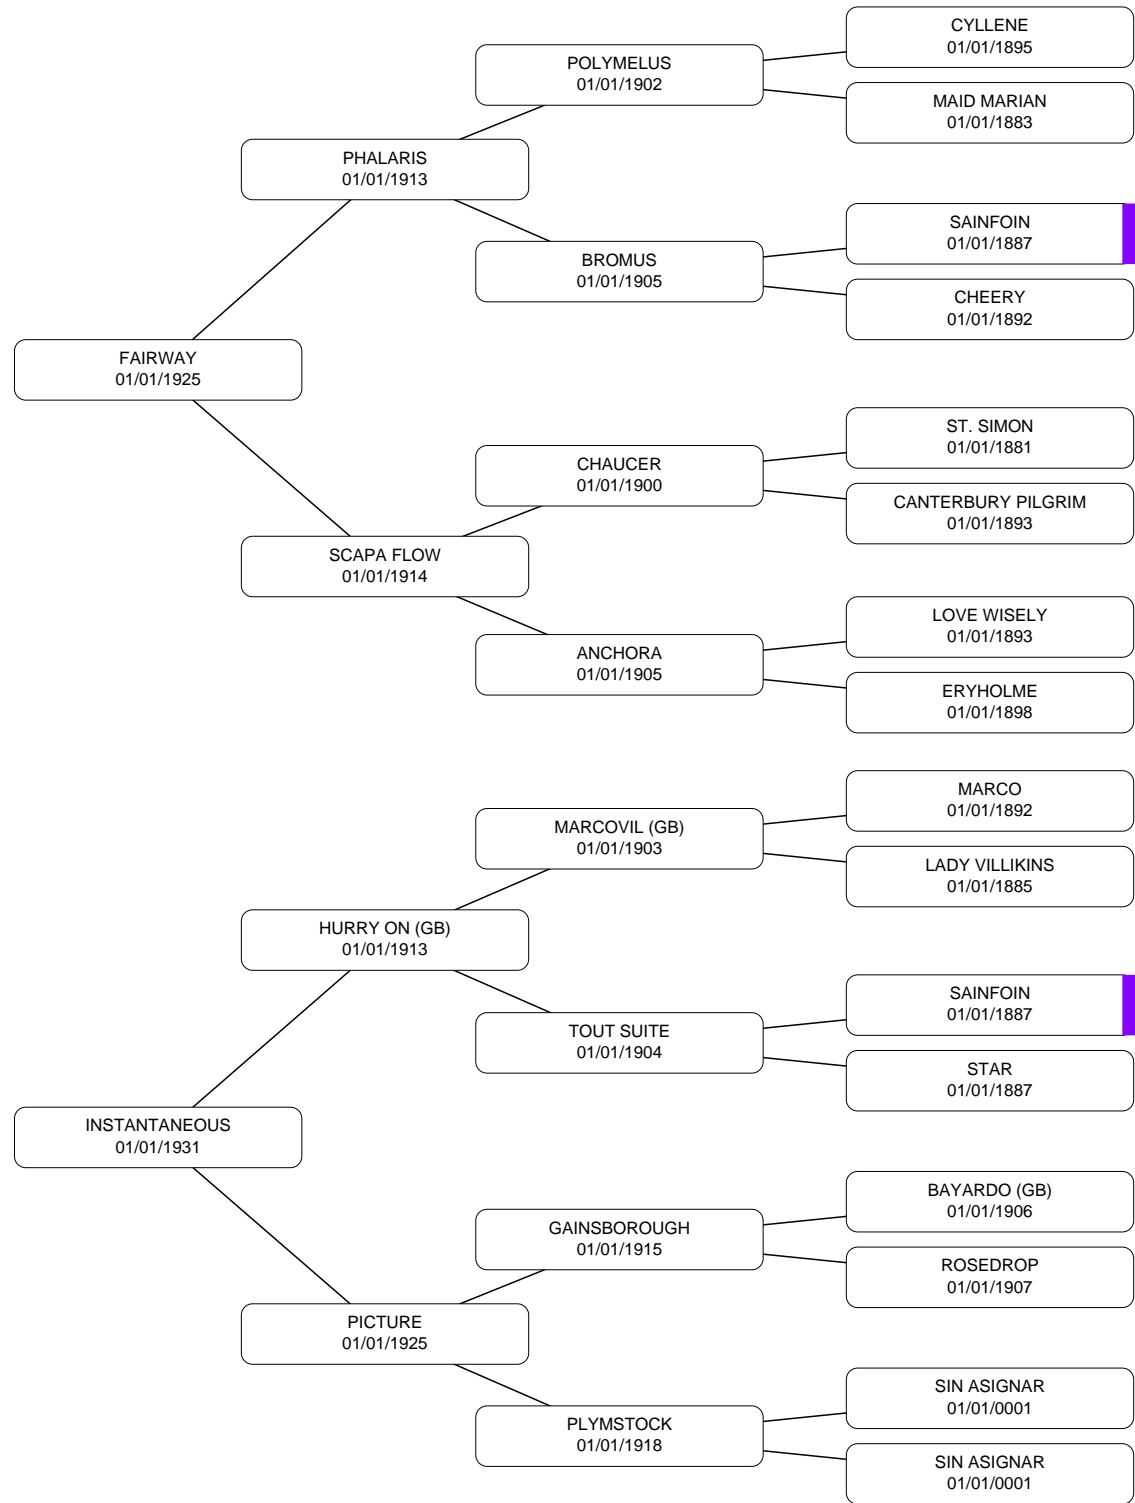 CYLLENE
01/01/1895
POLYMELUS
01/01/1902
MAID MARIAN
01/01/1883
PHALARIS
01/01/1913
SAINFOIN
01/01/1887
BROMUS
01/01/1905
CHEERY
01/01/1892
FAIRWAY
01/01/1925
ST. SIMON
01/01/1881
CHAUCER
01/01/1900
CANTERBURY PILGRIM
01/01/1893
SCAPA FLOW
01/01/1914
LOVE WISELY
01/01/1893
ANCHORA
01/01/1905
ERYHOLME
01/01/1898
MARCO
01/01/1892
MARCOVIL (GB)
01/01/1903
LADY VILLIKINS
01/01/1885
HURRY ON (GB)
01/01/1913
SAINFOIN
01/01/1887
TOUT SUITE
01/01/1904
STAR
01/01/1887
INSTANTANEOUS
01/01/1931
BAYARDO (GB)
01/01/1906
GAINSBOROUGH
01/01/1915
ROSEDROP
01/01/1907
PICTURE
01/01/1925
SIN ASIGNAR
01/01/0001
PLYMSTOCK
01/01/1918
SIN ASIGNAR
01/01/0001